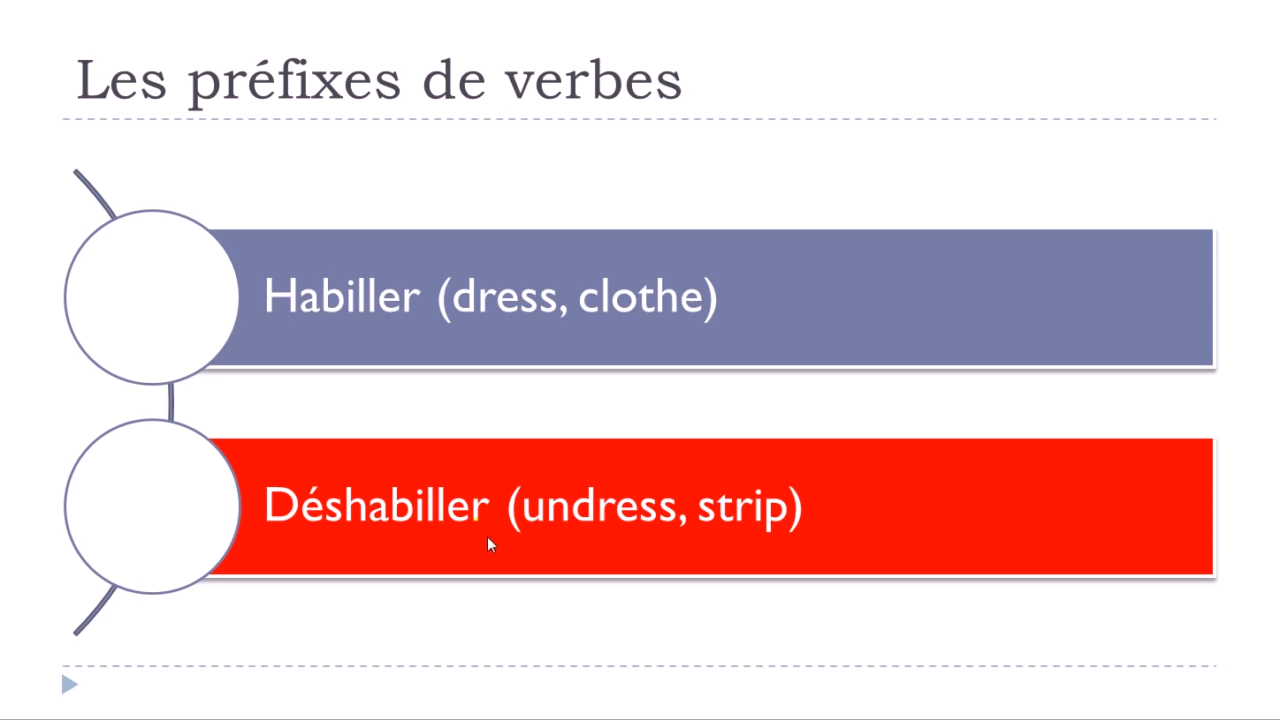 Les préfixes de verbes
Habiller (dress, clothe)
Déshabiller (undress, strip)